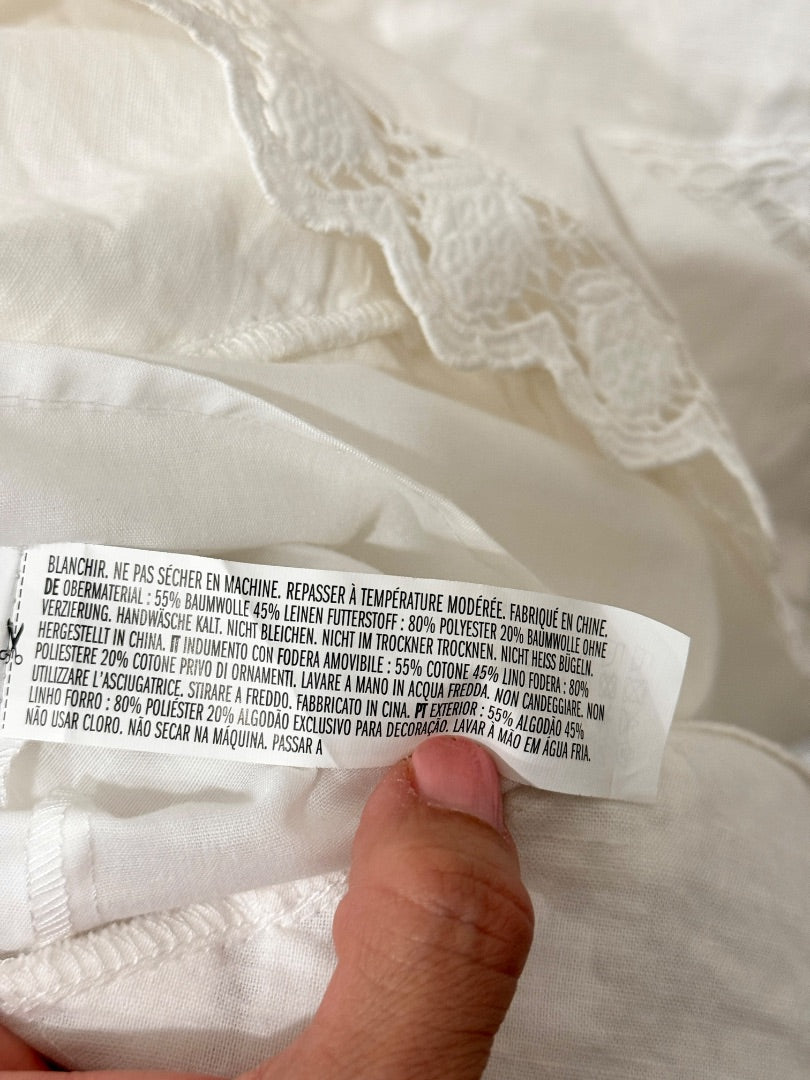 BLANCHIR. NE PAS SÉCHER EN MACHINE. REPASSER À TEMPÉRATURE MODÉRÉE. FABRIQUÉ EN CHINE.
DE OBERMATERIAL : 55% BAUMWOLLE 45% LEINEN FUTTERSTOFF : 80% POLYESTER 20% BAUMWOLLE OHNE
VERZIERUNG. HANDWÄSCHE KALT. NICHT BLEICHEN. NICHT IM TROCKNER TROCKNEN. NICHT HEISS BÜGELN.
HERGESTELLT IN CHINA. IT INDUMENTO CON FODERA AMOVIBILE : 55% COTONE 45% LINO FODERA : 80%
POLIESTERE 20% COTONE PRIVO DI ORNAMENTI. LAVARE A MANO IN ACQUA FREDDA. NON CANDEGGIARE. NON
UTILIZZARE L'ASCIUGATRICE. STIRARE A FREDDO. FABBRICATO IN CINA. PT EXTERIOR : 55% ALGODÃO 45%
LINHO FORRO : 80% POLIÉSTER 20% ALGODÃO EXCLUSIVO PARA DECORAÇÃO. LAVAR À MÃO EM ÁGUA FRIA.
NÃO USAR CLORO. NÃO SECAR NA MÁQUINA. PASSAR A